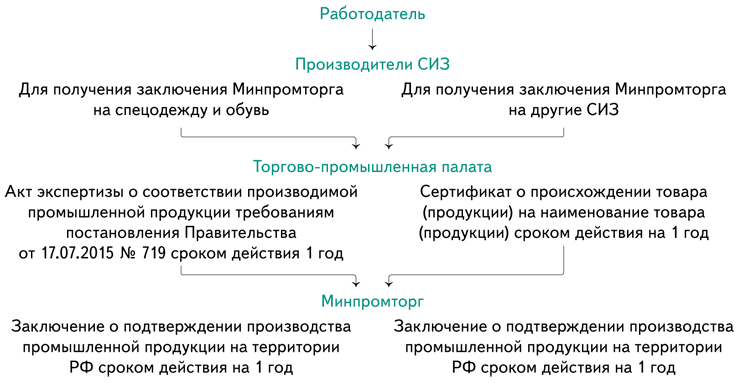 Работодатель
Производители СИЗ
Для получения заключения Минпромторга
на спецодежду и обувь
Для получения заключения Минпромторга
на другие СИЗ
Торгово-промышленная палата
Акт экспертизы о соответствии производимой
промышленной продукции требованиям
постановления Правительства
от 17.07.2015 № 719 сроком действия 1 год
Сертификат о происхождении товара
(продукции) на наименование товара
(продукции) сроком действия на 1 год
Минпромторг
Заключение о подтверждении производства
промышленной продукции на территории
РФ сроком действия на 1 год
Заключение о подтверждении производства
промышленной продукции на территории
РФ сроком действия на 1 год